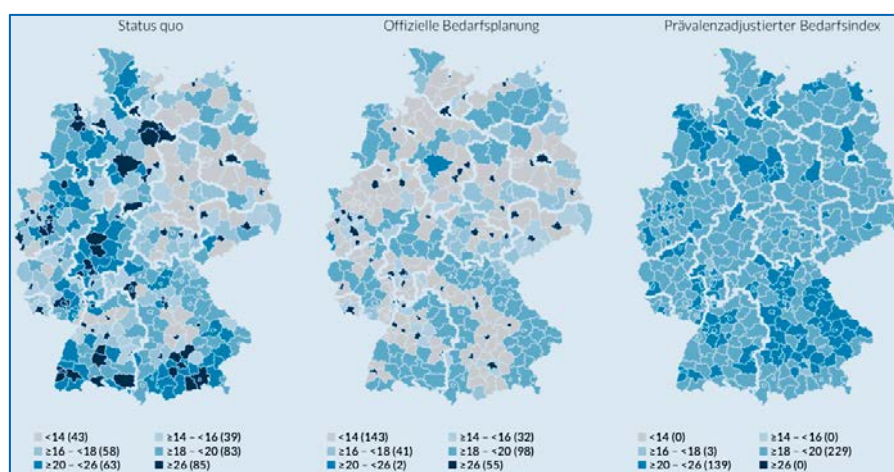 Status quo
Offizielle Bedarfsplanung
Prävalenzadjustierter Bedarfsindex
<14 (43) ≥14 – <16 (39)
≥16 – <18 (58) ≥18 – <20 (83)
≥20 – <26 (63) ≥26 (85)
<14 (143) ≥14 – <16 (32)
≥16 – <18 (41) ≥18 – <20 (98)
≥20 – <26 (2) ≥26 (55)
<14 (0) ≥14 – <16 (0)
≥16 – <18 (3) ≥18 – <20 (229)
≥20 – <26 (139) ≥26 (0)